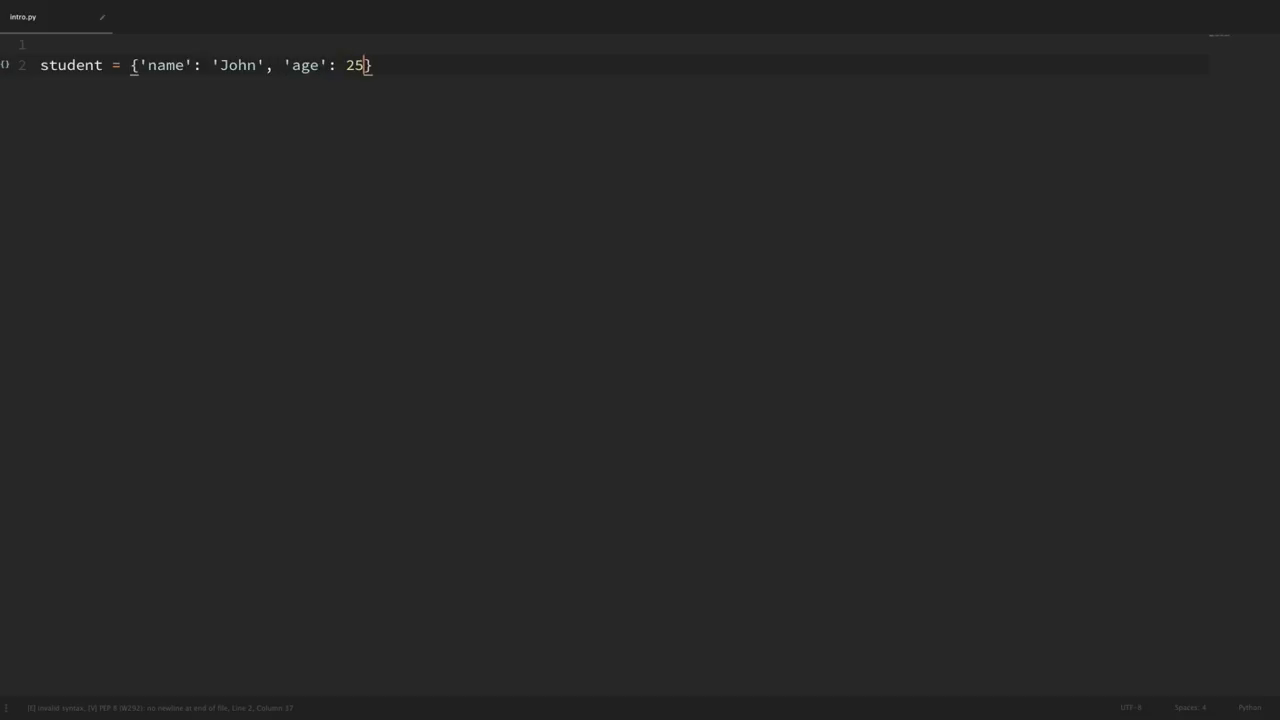 intro.py
1
{} 2 student = {'name': 'John', 'age': 25}
[E] invalid syntax, [V] PEP 8 (W292): no newline at end of file, Line 2, Column 37
UTF-8 Spaces: 4 Python